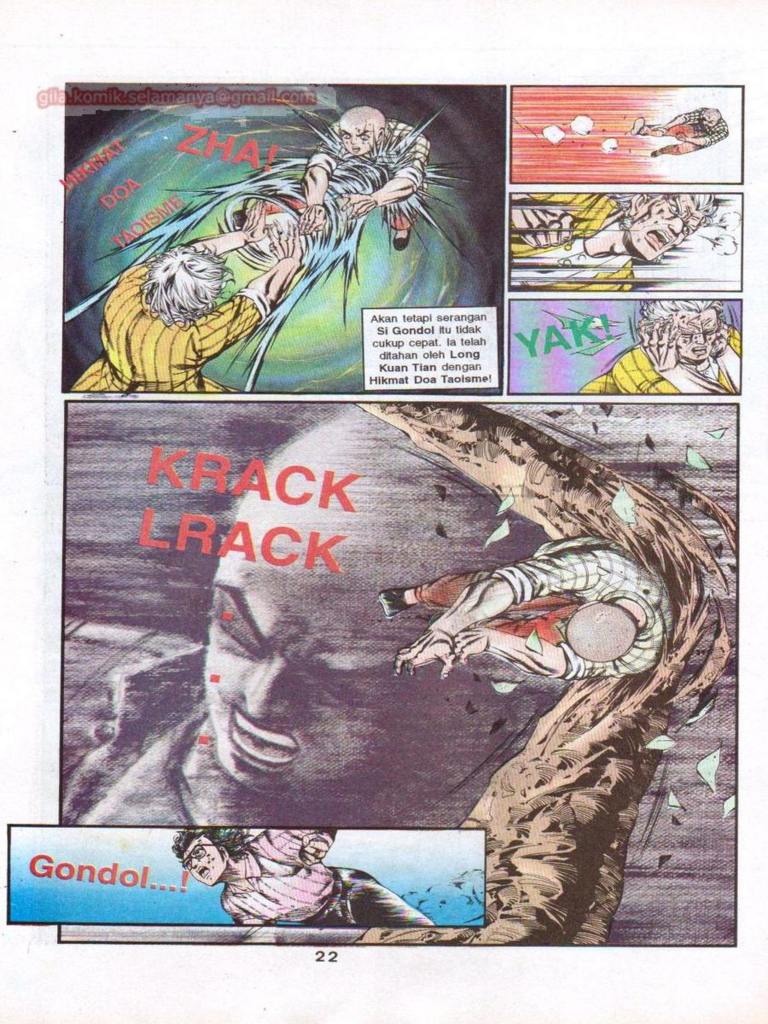 gila.komik.selamanya@gmail.com
ZHA!
HIKMAT
DOA
TAOISME
Akan tetapi serangan
Si Gondol itu tidak
cukup cepat. Ia telah
ditahan oleh Long
Kuan Tian dengan
Hikmat Doa Taoisme!
YAK!
KRACK
LRACK
Gondol...!
22